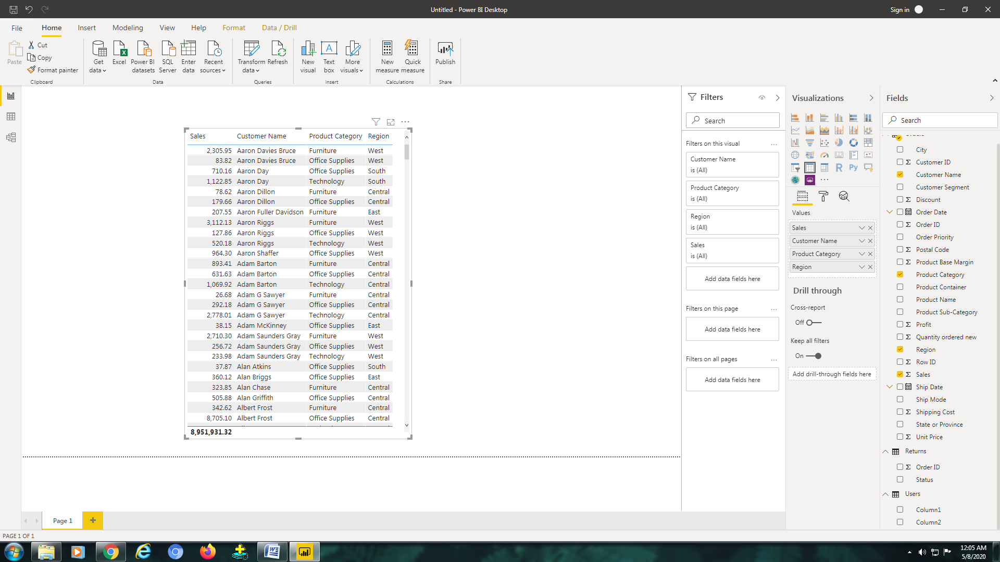 Untitled - Power BI Desktop
Sign in
File Home Insert Modeling View Help Format Data / Drill
Paste
Cut
Copy
Format painter
Clipboard
Get data
Excel
Power BI datasets
SQL Server
Enter data
Recent sources
Data
Transform data
Refresh
Queries
New visual
Text box
More visuals
Insert
New measure
Quick measure
Calculations
Publish
Share
Sales Customer Name Product Category Region
2,305.95 Aaron Davies Bruce Furniture West
83.82 Aaron Davies Bruce Office Supplies West
710.16 Aaron Day Office Supplies South
1,122.85 Aaron Day Technology South
78.62 Aaron Dillon Furniture Central
179.66 Aaron Dillon Office Supplies Central
207.55 Aaron Fuller Davidson Furniture East
3,112.13 Aaron Riggs Furniture West
127.86 Aaron Riggs Office Supplies West
520.18 Aaron Riggs Technology West
964.30 Aaron Shaffer Office Supplies West
893.41 Adam Barton Furniture Central
631.63 Adam Barton Office Supplies Central
1,069.92 Adam Barton Technology Central
26.68 Adam G Sawyer Furniture Central
292.18 Adam G Sawyer Office Supplies Central
2,778.01 Adam G Sawyer Technology Central
38.15 Adam McKinney Office Supplies East
2,710.30 Adam Saunders Gray Furniture West
256.72 Adam Saunders Gray Office Supplies West
233.98 Adam Saunders Gray Technology West
37.87 Alan Atkins Office Supplies South
360.12 Alan Briggs Office Supplies East
323.85 Alan Chase Furniture Central
505.88 Alan Griffith Office Supplies Central
342.62 Albert Frost Furniture Central
8,705.10 Albert Frost Office Supplies Central
8,951,931.32
Filters
Search
Filters on this visual
Customer Name
is (All)
Product Category
is (All)
Region
is (All)
Sales
is (All)
Add data fields here
Filters on this page
Add data fields here
Filters on all pages
Add data fields here
Visualizations
R Py
Values
Sales
Customer Name
Product Category
Region
Drill through
Cross-report
Off
Keep all filters
On
Add drill-through fields here
Fields
Search
City
Customer ID
Customer Name
Customer Segment
Discount
Order Date
Order ID
Order Priority
Postal Code
Product Base Margin
Product Category
Product Container
Product Name
Product Sub-Category
Profit
Quantity ordered new
Region
Row ID
Sales
Ship Date
Ship Mode
Shipping Cost
State or Province
Unit Price
Returns
Order ID
Status
Users
Column1
Column2
Page 1
PAGE 1 OF 1
12:05 AM
5/8/2020